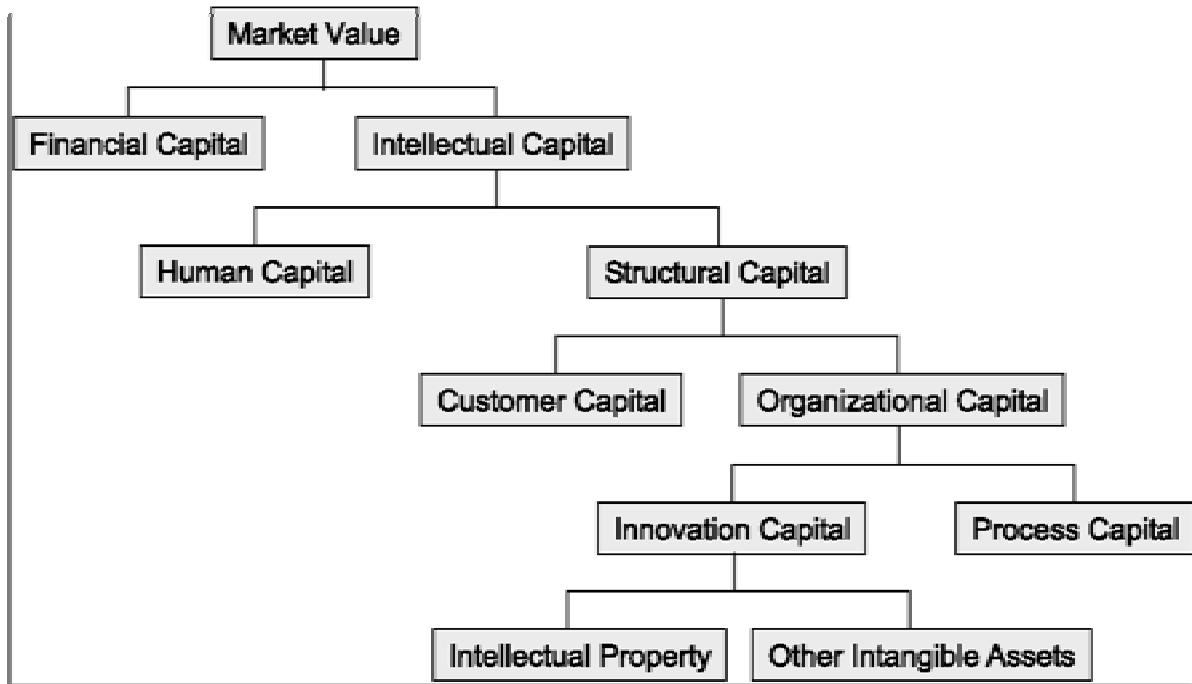 Market Value
Financial Capital
Intellectual Capital
Human Capital
Structural Capital
Customer Capital
Organizational Capital
Innovation Capital
Process Capital
Intellectual Property
Other Intangible Assets